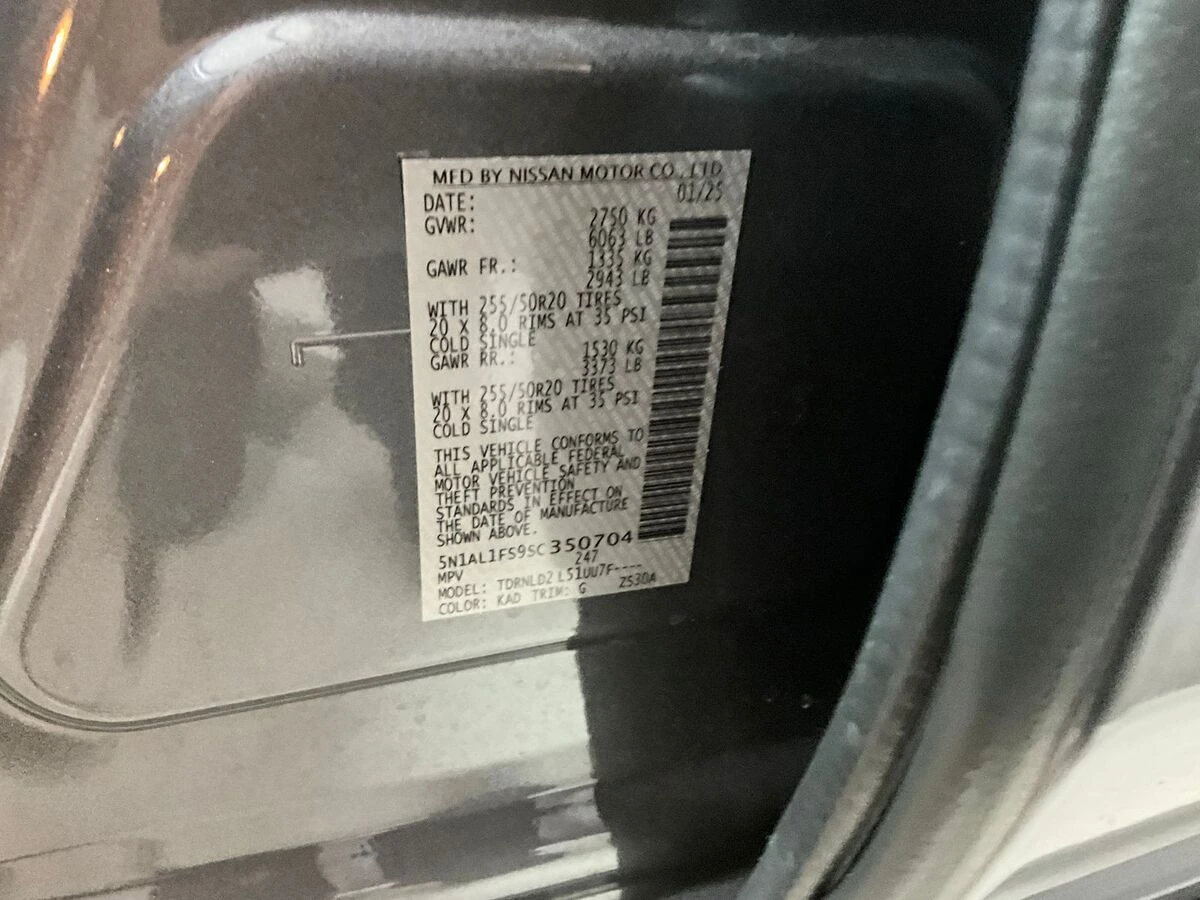 MFD BY NISSAN MOTOR CO., LTD
DATE: 01/25
GVWR: 2750 KG
6063 LB
GAWR FR.: 1335 KG
2943 LB
WITH 255/50R20 TIRES
20 X 8.0 RIMS AT 35 PSI
COLD SINGLE
GAWR RR.: 1530 KG
3373 LB
WITH 255/50R20 TIRES
20 X 8.0 RIMS AT 35 PSI
COLD SINGLE
THIS VEHICLE CONFORMS TO
ALL APPLICABLE FEDERAL
MOTOR VEHICLE SAFETY AND
THEFT PREVENTION
STANDARDS IN EFFECT ON
THE DATE OF MANUFACTURE
SHOWN ABOVE.
5N1AL1FS9SC350704
MPV 247
MODEL: TDRNLD2 L51UU7F----
COLOR: KAD TRIM: G Z530A